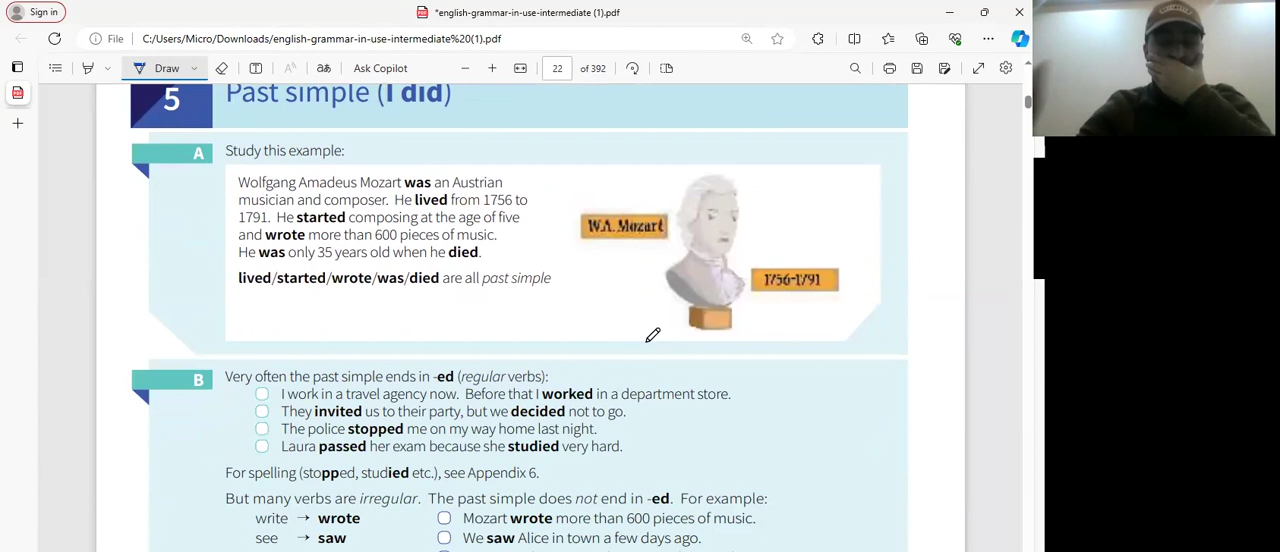 Sign in
*english-grammar-in-use-intermediate (1).pdf
File
C:/Users/Micro/Downloads/english-grammar-in-use-intermediate%20(1).pdf
Draw
Ask Copilot
22 of 392
5 Past simple (I did)
A Study this example:
Wolfgang Amadeus Mozart was an Austrian
musician and composer. He lived from 1756 to
1791. He started composing at the age of five
and wrote more than 600 pieces of music.
He was only 35 years old when he died.
lived/started/wrote/was/died are all past simple
W.A. Mozart
1756-1791
B Very often the past simple ends in -ed (regular verbs):
I work in a travel agency now. Before that I worked in a department store.
They invited us to their party, but we decided not to go.
The police stopped me on my way home last night.
Laura passed her exam because she studied very hard.
For spelling (stopped, studied etc.), see Appendix 6.
But many verbs are irregular. The past simple does not end in -ed. For example:
write → wrote Mozart wrote more than 600 pieces of music.
see → saw We saw Alice in town a few days ago.